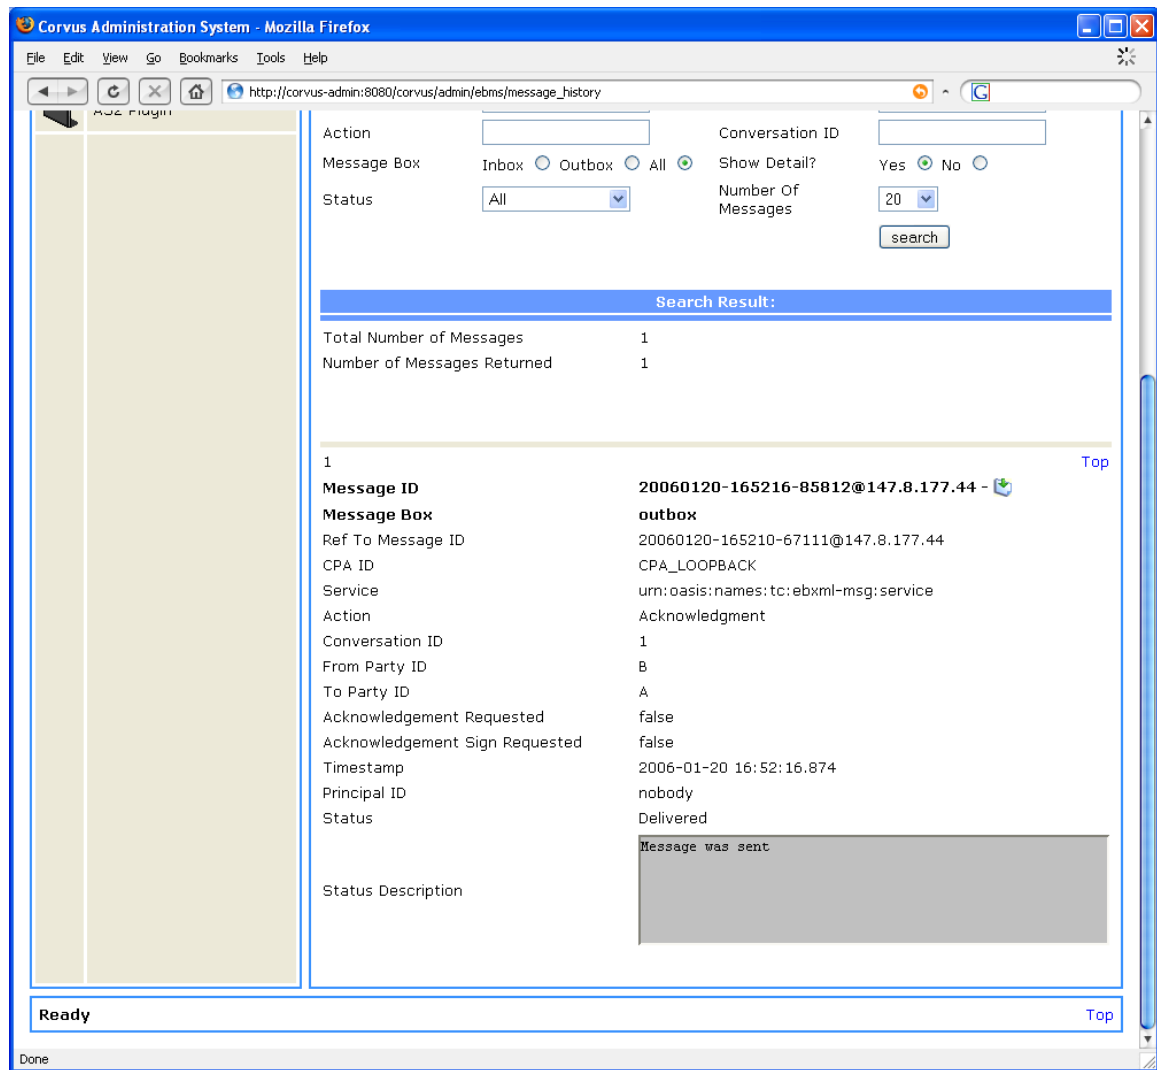 Corvus Administration System - Mozilla Firefox
File Edit View Go Bookmarks Tools Help
http://corvus-admin:8080/corvus/admin/ebms/message_history
G
AS2 Plugin
Action Conversation ID
Message Box Inbox Outbox All Show Detail? Yes No
Status All Number Of
Messages 20
search
Search Result:
Total Number of Messages 1
Number of Messages Returned 1
1 Top
Message ID 20060120-165216-85812@147.8.177.44 -
Message Box outbox
Ref To Message ID 20060120-165210-67111@147.8.177.44
CPA ID CPA_LOOPBACK
Service urn:oasis:names:tc:ebxml-msg:service
Action Acknowledgment
Conversation ID 1
From Party ID B
To Party ID A
Acknowledgement Requested false
Acknowledgement Sign Requested false
Timestamp 2006-01-20 16:52:16.874
Principal ID nobody
Status Delivered
Status Description Message was sent
Ready Top
Done